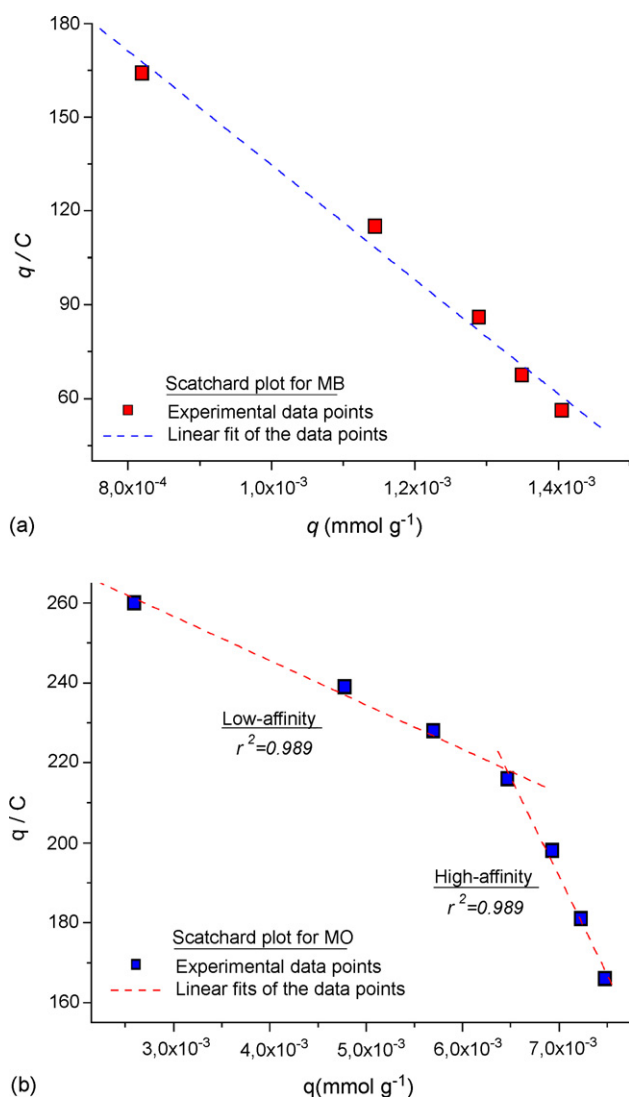 180
150
120
90
60
q / C
Scatchard plot for MB
Experimental data points
Linear fit of the data points
8,0x10⁻⁴
1,0x10⁻³
1,2x10⁻³
1,4x10⁻³
(a)
q (mmol g⁻¹)
260
240
220
200
180
160
q / C
Low-affinity
r ²=0.989
High-affinity
r ²=0.989
Scatchard plot for MO
Experimental data points
Linear fits of the data points
3,0x10⁻³
4,0x10⁻³
5,0x10⁻³
6,0x10⁻³
7,0x10⁻³
(b)
q(mmol g⁻¹)